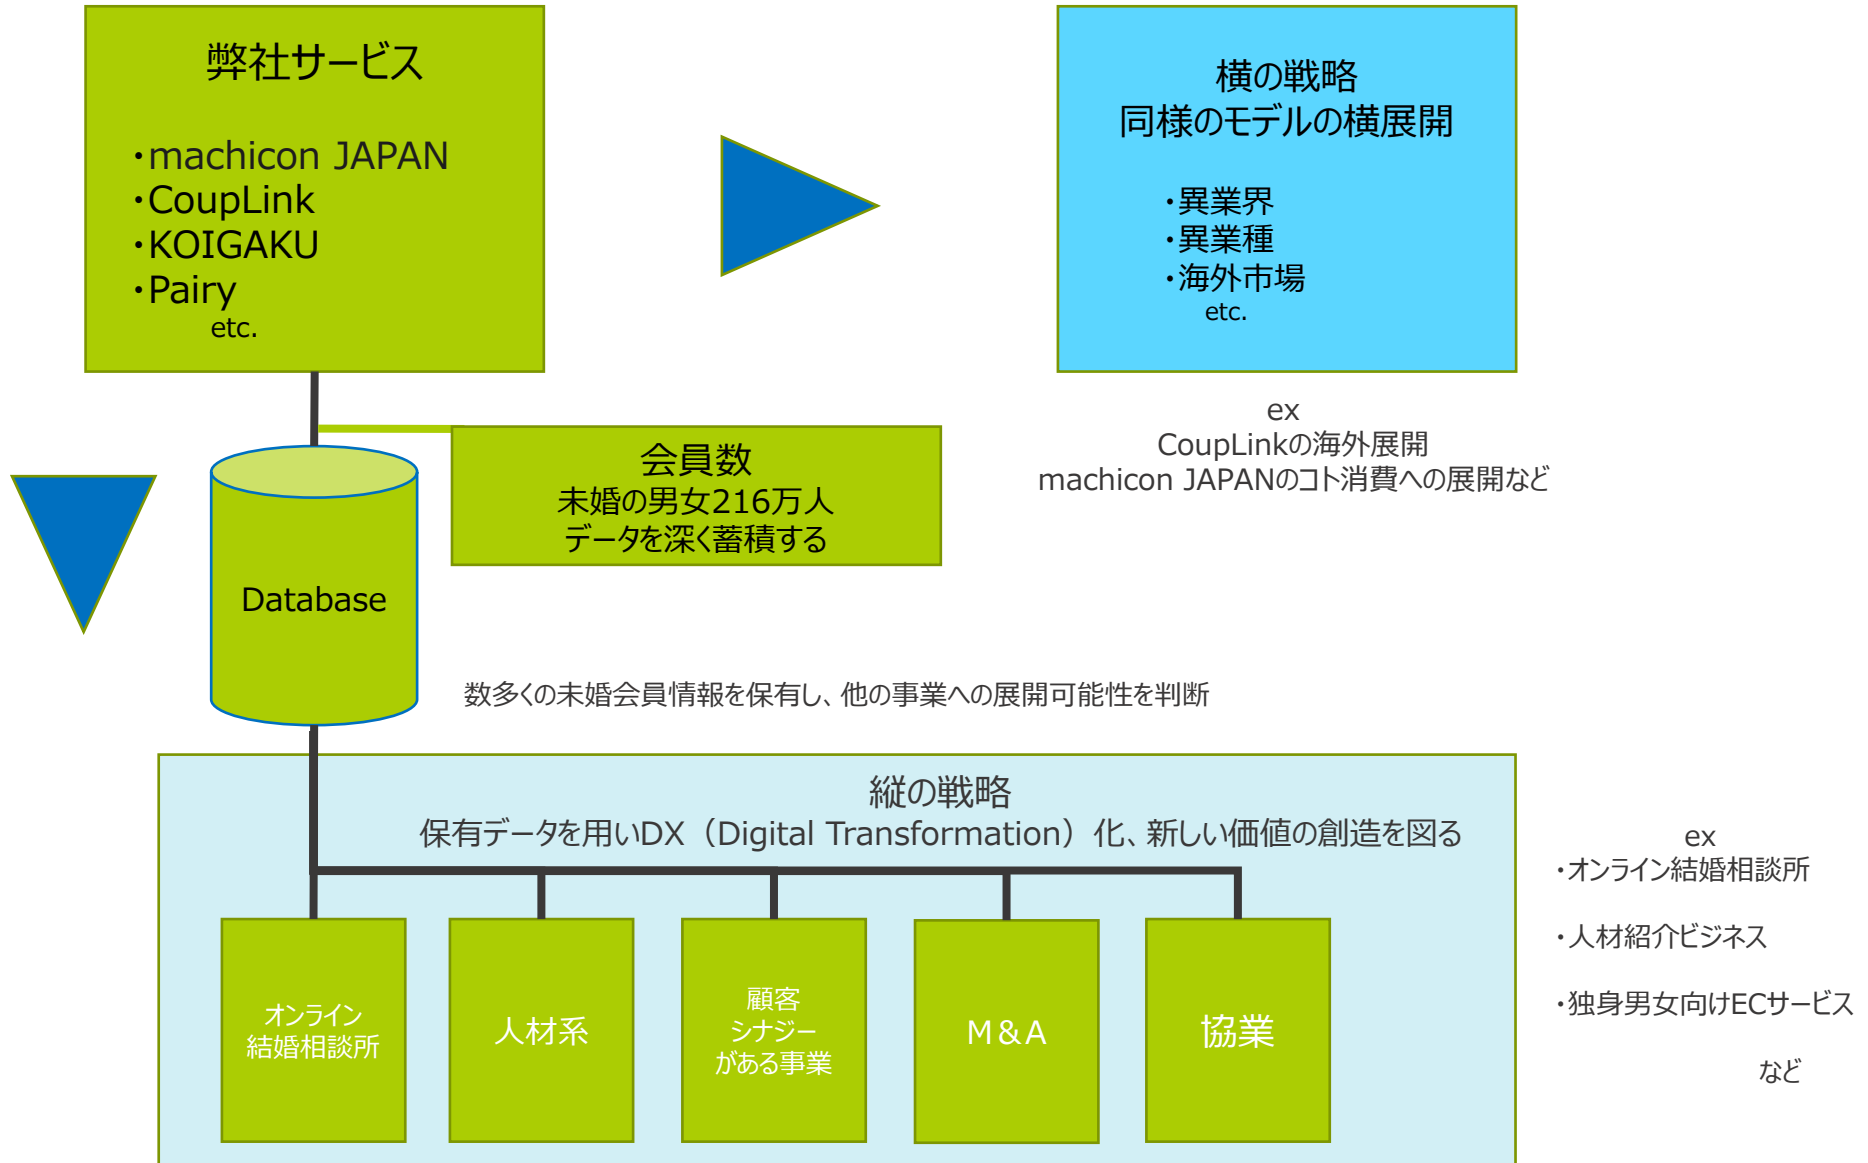 弊社サービス
・machicon JAPAN
・CoupLink
・KOIGAKU
・Pairy
etc.
横の戦略
同様のモデルの横展開
・異業界
・異業種
・海外市場
etc.
ex
CoupLinkの海外展開
machicon JAPANのコト消費への展開など
会員数
未婚の男女216万人
データを深く蓄積する
Database
数多くの未婚会員情報を保有し、他の事業への展開可能性を判断
縦の戦略
保有データを用いDX（Digital Transformation）化、新しい価値の創造を図る
オンライン
結婚相談所
人材系
顧客
シナジー
がある事業
M＆A
協業
ex
・オンライン結婚相談所
・人材紹介ビジネス
・独身男女向けECサービス
など